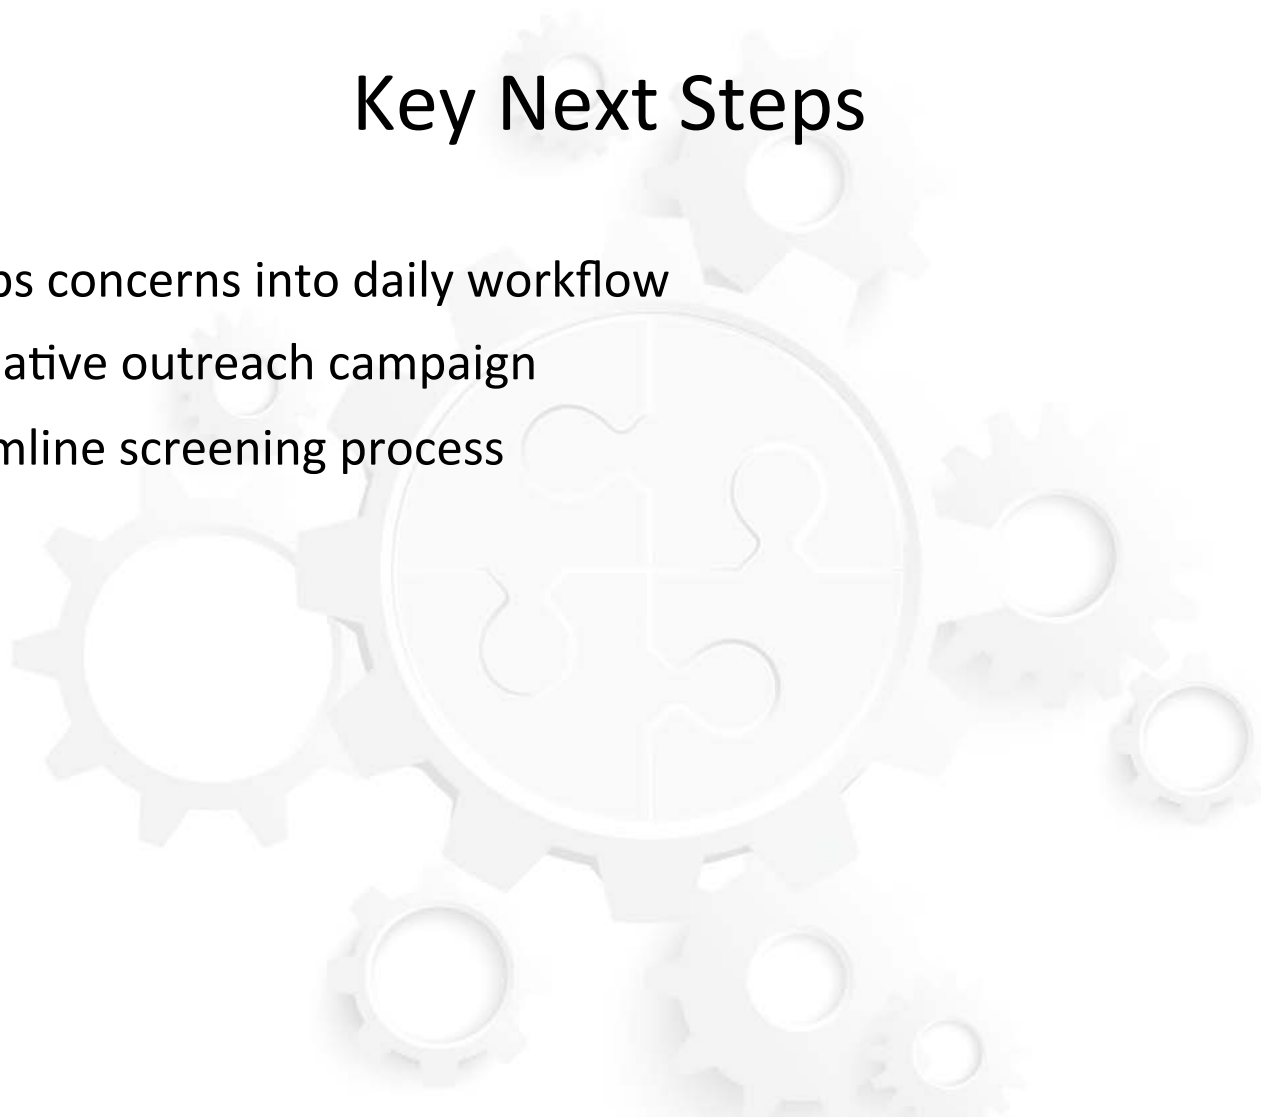 Key Next Steps
ps concerns into daily workflow
ative outreach campaign
mline screening process